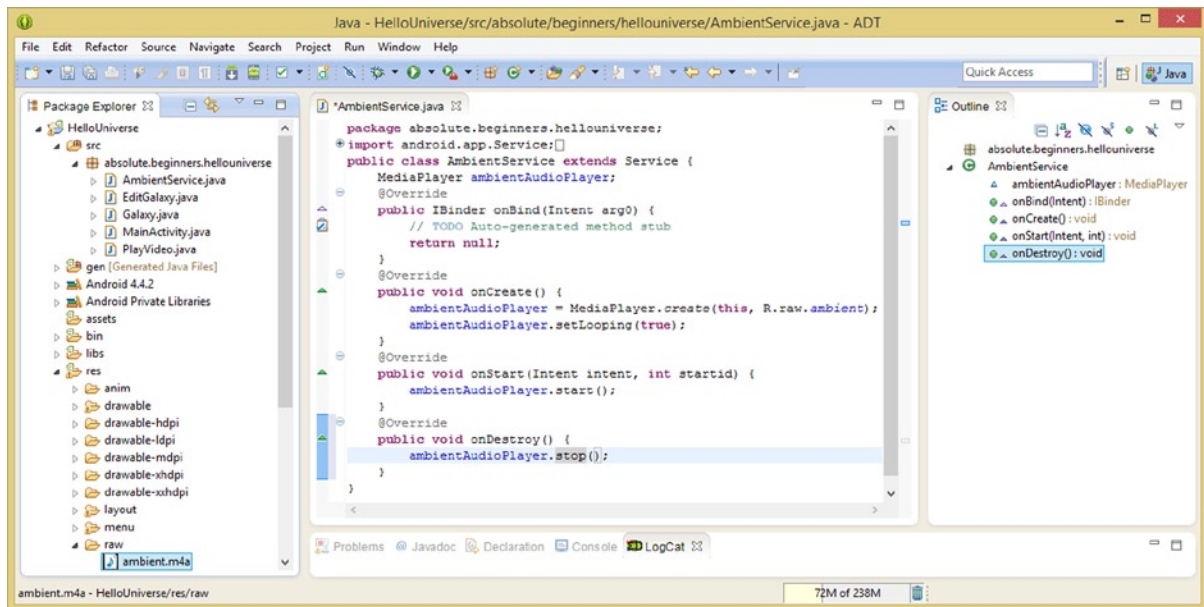 Java - HelloUniverse/src/absolute/beginners/hellouniverse/AmbientService.java - ADT
File Edit Refactor Source Navigate Search Project Run Window Help
Quick Access
Java
Package Explorer
HelloUniverse
src
absolute.beginners.hellouniverse
AmbientService.java
EditGalaxy.java
Galaxy.java
MainActivity.java
PlayVideo.java
gen [Generated Java Files]
Android 4.4.2
Android Private Libraries
assets
bin
libs
res
anim
drawable
drawable-hdpi
drawable-ldpi
drawable-mdpi
drawable-xhdpi
drawable-xxhdpi
layout
menu
raw
ambient.m4a
*AmbientService.java
package absolute.beginners.hellouniverse;
import android.app.Service;
public class AmbientService extends Service {
MediaPlayer ambientAudioPlayer;
@Override
public IBinder onBind(Intent arg0) {
// TODO Auto-generated method stub
return null;
}
@Override
public void onCreate() {
ambientAudioPlayer = MediaPlayer.create(this, R.raw.ambient);
ambientAudioPlayer.setLooping(true);
}
@Override
public void onStart(Intent intent, int startid) {
ambientAudioPlayer.start();
}
@Override
public void onDestroy() {
ambientAudioPlayer.stop();
}
}
Outline
absolute.beginners.hellouniverse
AmbientService
ambientAudioPlayer : MediaPlayer
onBind(Intent) : IBinder
onCreate() : void
onStart(Intent, int) : void
onDestroy() : void
Problems @ Javadoc Declaration Console LogCat
ambient.m4a - HelloUniverse/res/raw
72M of 238M